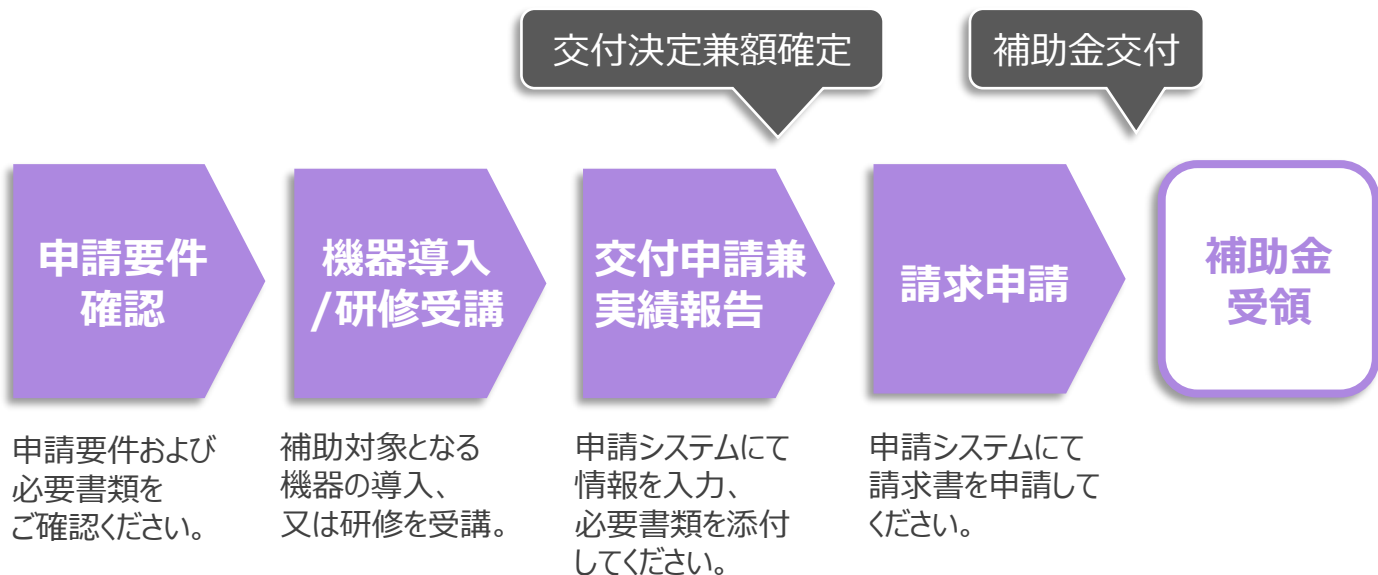 交付決定兼額確定
補助金交付
申請要件
確認
機器導入
/研修受講
交付申請兼
実績報告
請求申請
補助金
受領
申請要件および
必要書類を
ご確認ください。
補助対象となる
機器の導入、
又は研修を受講。
申請システムにて
情報を入力、
必要書類を添付
してください。
申請システムにて
請求書を申請して
ください。